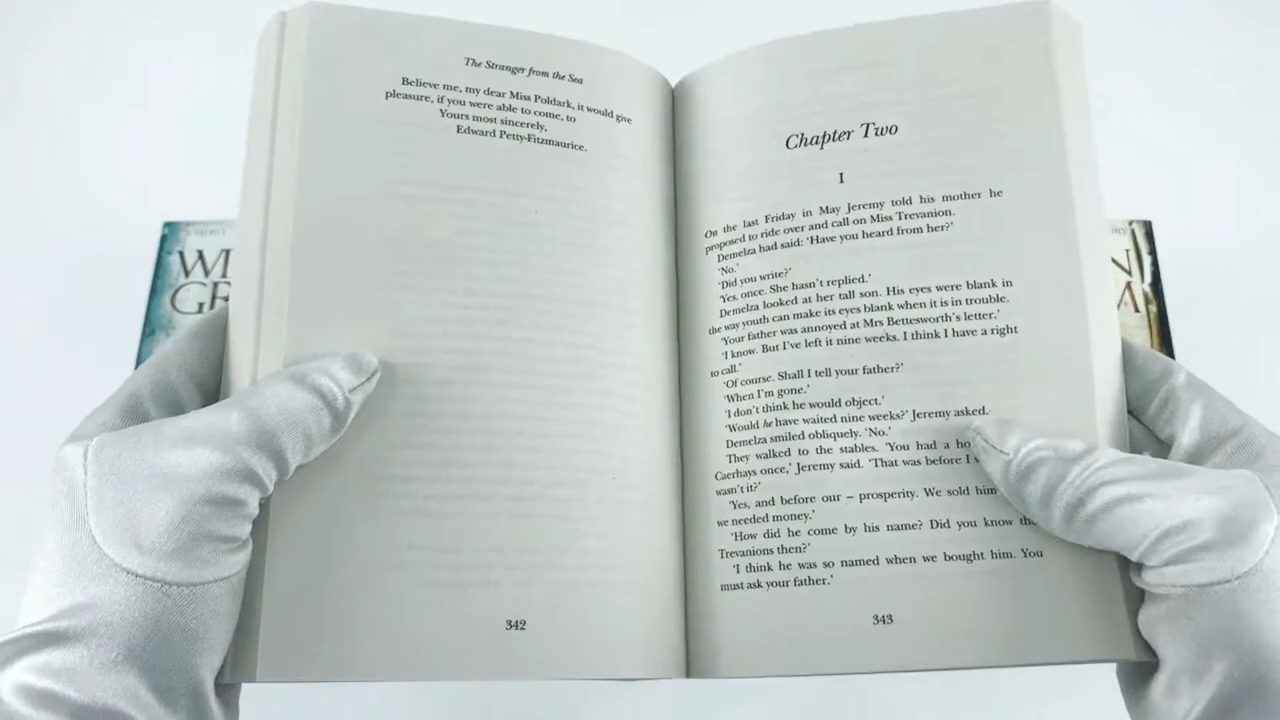 The Stranger from the Sea
Believe me, my dear Miss Poldark, it would give
pleasure, if you were able to come, to
Yours most sincerely,
Edward Petty-Fitzmaurice.
342
Chapter Two
I
On the last Friday in May Jeremy told his mother he
proposed to ride over and call on Miss Trevanion.
Demelza had said: ‘Have you heard from her?’
‘No.’
‘Did you write?’
‘Yes, once. She hasn’t replied.’
Demelza looked at her tall son. His eyes were blank in
the way youth can make its eyes blank when it is in trouble.
‘Your father was annoyed at Mrs Bettesworth’s letter.’
‘I know. But I’ve left it nine weeks. I think I have a right
to call.’
‘Of course. Shall I tell your father?’
‘When I’m gone.’
‘I don’t think he would object.’
‘Would he have waited nine weeks?’ Jeremy asked.
Demelza smiled obliquely. ‘No.’
They walked to the stables. ‘You had a
Caerhays once,’ Jeremy said. ‘That was before I
wasn’t it?’
‘Yes, and before our – prosperity. We sold him
we needed money.’
‘How did he come by his name? Did you know the
Trevanions then?’
‘I think he was so named when we bought him. You
must ask your father.’
343
WI
GR
N
M